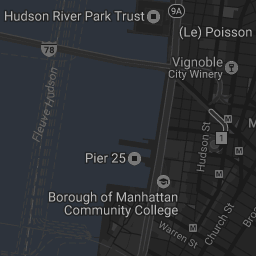 Hudson River Park Trust
9A
(Le) Poisson
78
Vignoble
City Winery
Fleuve Hudson
M
1
Hudson St
M
M
Pier 25
Borough of Manhattan
Community College
M
Warren St
Church St